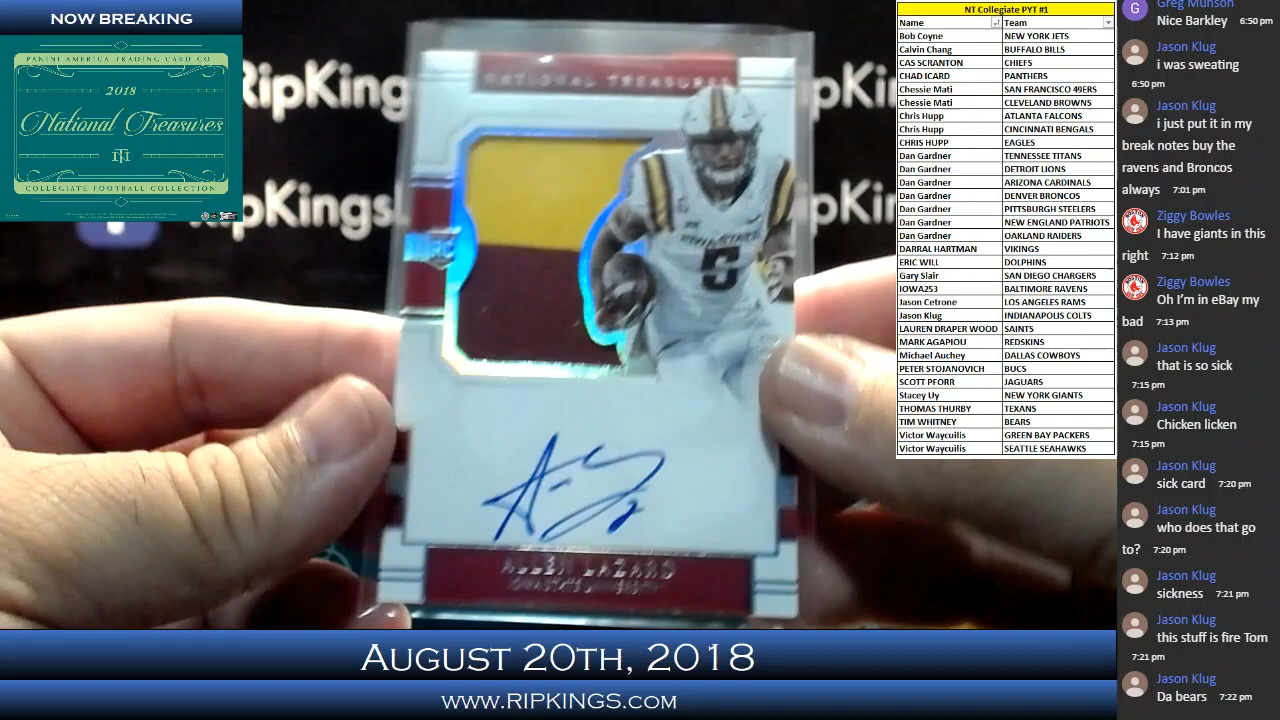 NOW BREAKING
PANINI AMERICA TRADING CARD CO
2018
National Treasures
NT
COLLEGIATE FOOTBALL COLLECTION
RipKings
RipKings
RipKings
NATIONAL TREASURES
RC
5
ALLEN LAZARD
NT Collegiate PYT #1
Name Team
Bob Coyne NEW YORK JETS
Calvin Chang BUFFALO BILLS
CAS SCRANTON CHIEFS
CHAD ICARD PANTHERS
Chessie Mati SAN FRANCISCO 49ERS
Chessie Mati CLEVELAND BROWNS
Chris Hupp ATLANTA FALCONS
Chris Hupp CINCINNATI BENGALS
CHRIS HUPP EAGLES
Dan Gardner TENNESSEE TITANS
Dan Gardner DETROIT LIONS
Dan Gardner ARIZONA CARDINALS
Dan Gardner DENVER BRONCOS
Dan Gardner PITTSBURGH STEELERS
Dan Gardner NEW ENGLAND PATRIOTS
Dan Gardner OAKLAND RAIDERS
DARRAL HARTMAN VIKINGS
ERIC WILL DOLPHINS
Gary Slair SAN DIEGO CHARGERS
IOWA253 BALTIMORE RAVENS
Jason Cetrone LOS ANGELES RAMS
Jason Klug INDIANAPOLIS COLTS
LAUREN DRAPER WOOD SAINTS
MARK AGAPIOU REDSKINS
Michael Auchey DALLAS COWBOYS
PETER STOJANOVICH BUCS
SCOTT PFORR JAGUARS
Stacey Uy NEW YORK GIANTS
THOMAS THURBY TEXANS
TIM WHITNEY BEARS
Victor Waycuilis GREEN BAY PACKERS
Victor Waycuilis SEATTLE SEAHAWKS
G Greg Munson
Nice Barkley 6:50 pm
Jason Klug
i was sweating
6:50 pm
Jason Klug
i just put it in my
break notes buy the
ravens and Broncos
always 7:01 pm
Ziggy Bowles
I have giants in this
right 7:12 pm
Ziggy Bowles
Oh I'm in eBay my
bad 7:13 pm
Jason Klug
that is so sick
7:15 pm
Jason Klug
Chicken licken
7:15 pm
Jason Klug
sick card 7:20 pm
Jason Klug
who does that go
to? 7:20 pm
Jason Klug
sickness 7:21 pm
Jason Klug
this stuff is fire Tom
7:21 pm
Jason Klug
Da bears 7:22 pm
AUGUST 20TH, 2018
WWW.RIPKINGS.COM